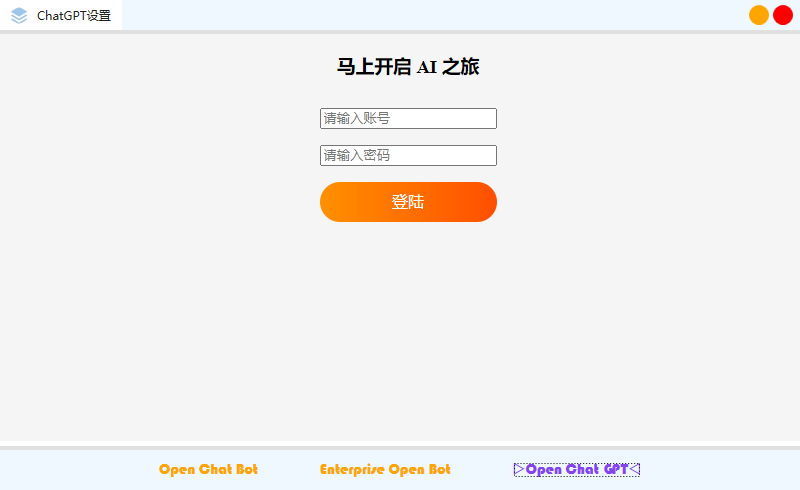 ChatGPT设置
马上开启 AI 之旅
请输入账号
请输入密码
登陆
Open Chat Bot
Enterprise Open Bot
▷Open Chat GPT◁